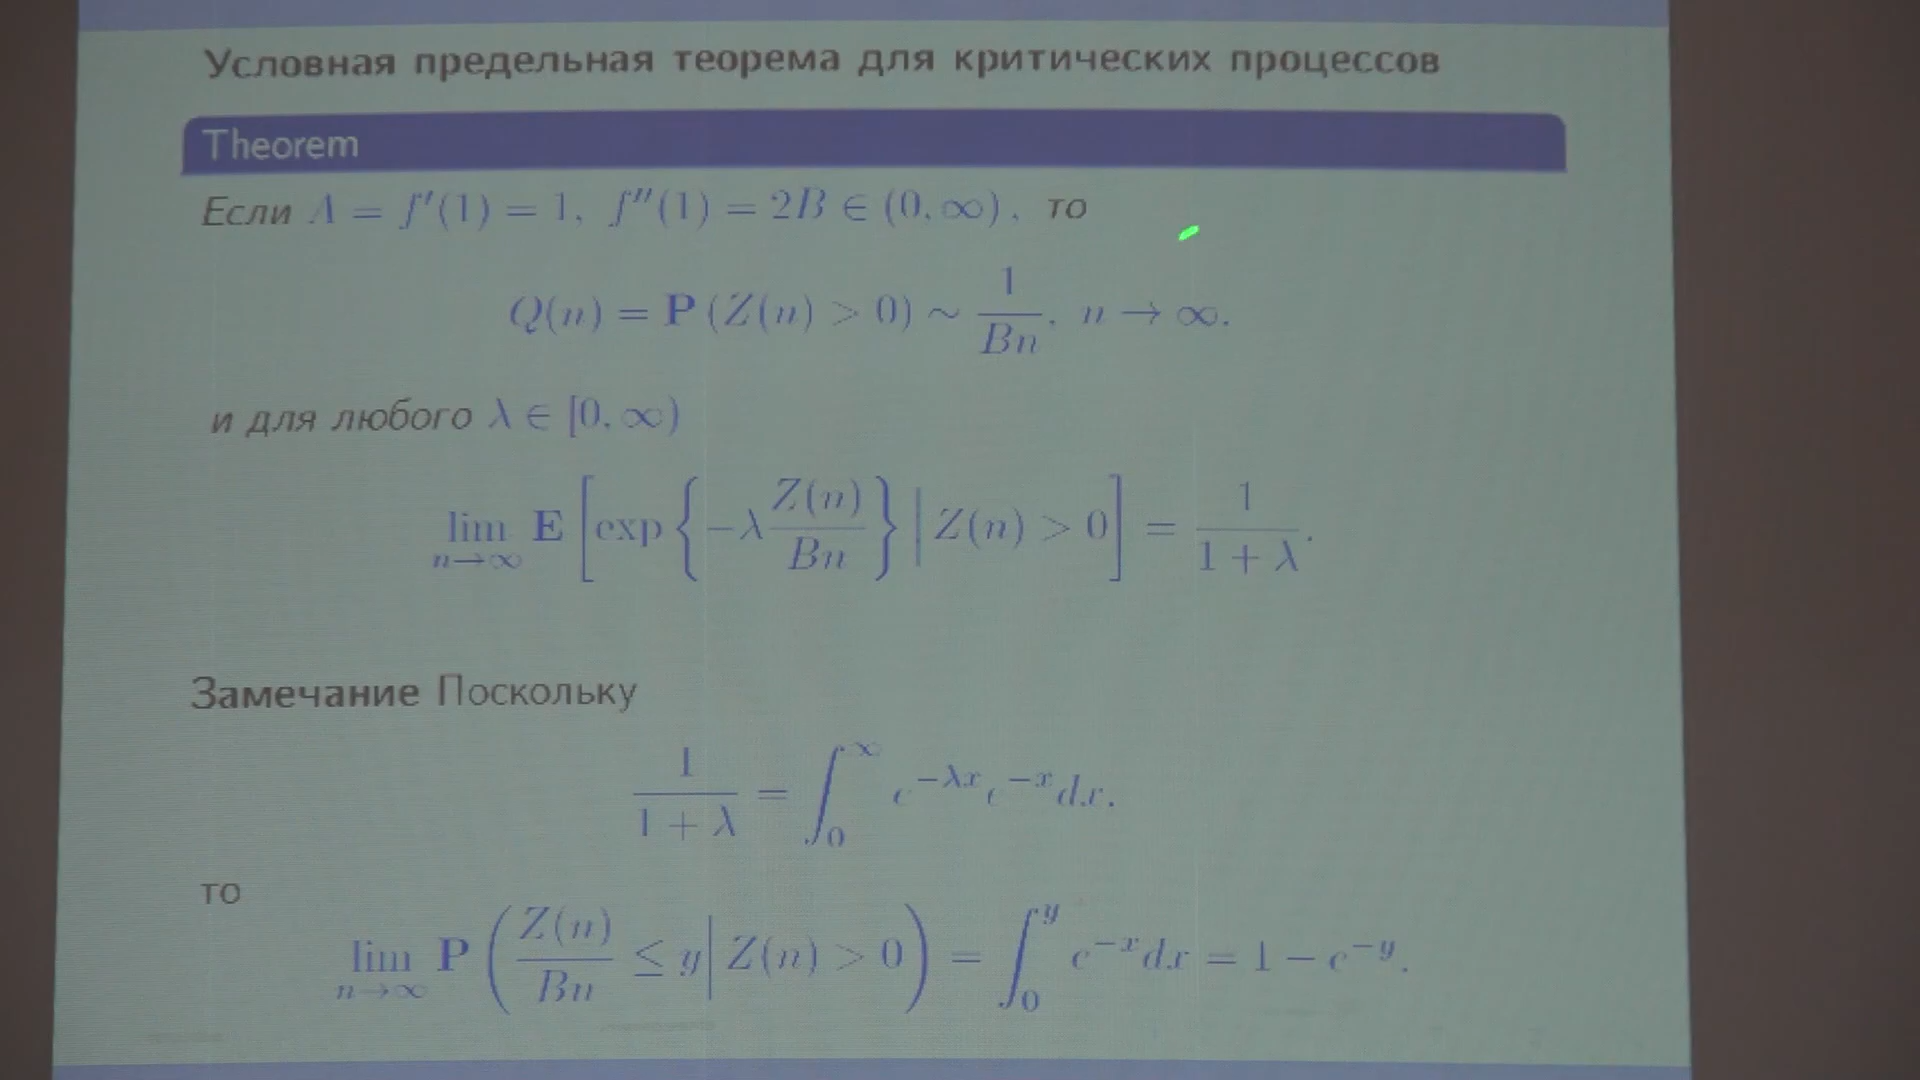 Условная предельная теорема для критических процессов
Theorem
Если A = f′(1) = 1, f″(1) = 2B ∈ (0, ∞), то
Q(n) = P (Z(n) > 0) ∼ 1/(Bn), n → ∞,
и для любого λ ∈ [0, ∞)
lim_{n→∞} E [exp {−λ Z(n)/(Bn)} | Z(n) > 0] = 1/(1 + λ).
Замечание Поскольку
1/(1 + λ) = ∫_0^∞ e^{−λx} e^{−x} dx,
то
lim_{n→∞} P (Z(n)/(Bn) ≤ y | Z(n) > 0) = ∫_0^y e^{−x} dx = 1 − e^{−y}.